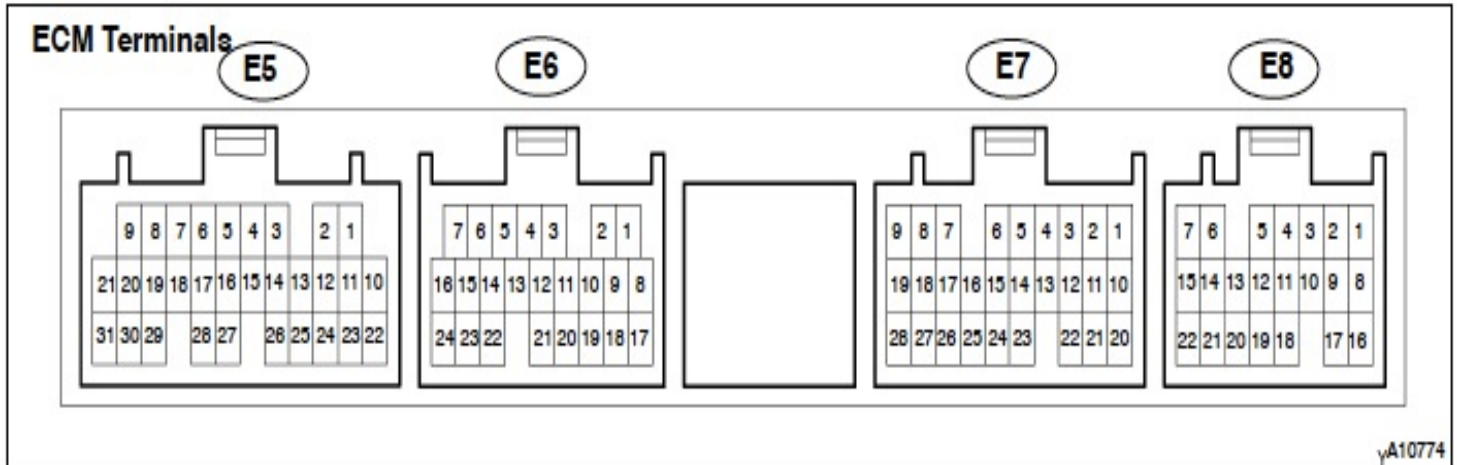 ECM Terminals
E5 E6 E7 E8
9 8 7 6 5 4 3 2 1 7 6 5 4 3 2 1 9 8 7 6 5 4 3 2 1 7 6 5 4 3 2 1
21 20 19 18 17 16 15 14 13 12 11 10 16 15 14 13 12 11 10 9 8 19 18 17 16 15 14 13 12 11 10 15 14 13 12 11 10 9 8
31 30 29 28 27 26 25 24 23 22 24 23 22 21 20 19 18 17 28 27 26 25 24 23 22 21 20 22 21 20 19 18 17 16
yA10774